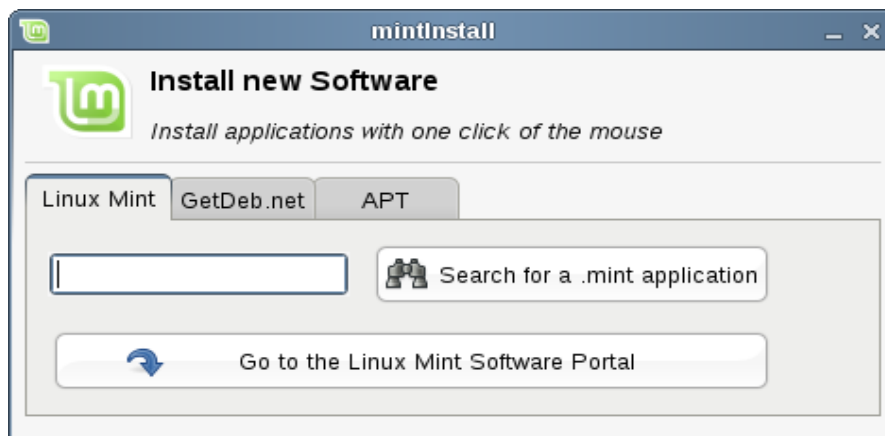 mintInstall
Install new Software
Install applications with one click of the mouse
Linux Mint GetDeb.net APT
Search for a .mint application
Go to the Linux Mint Software Portal